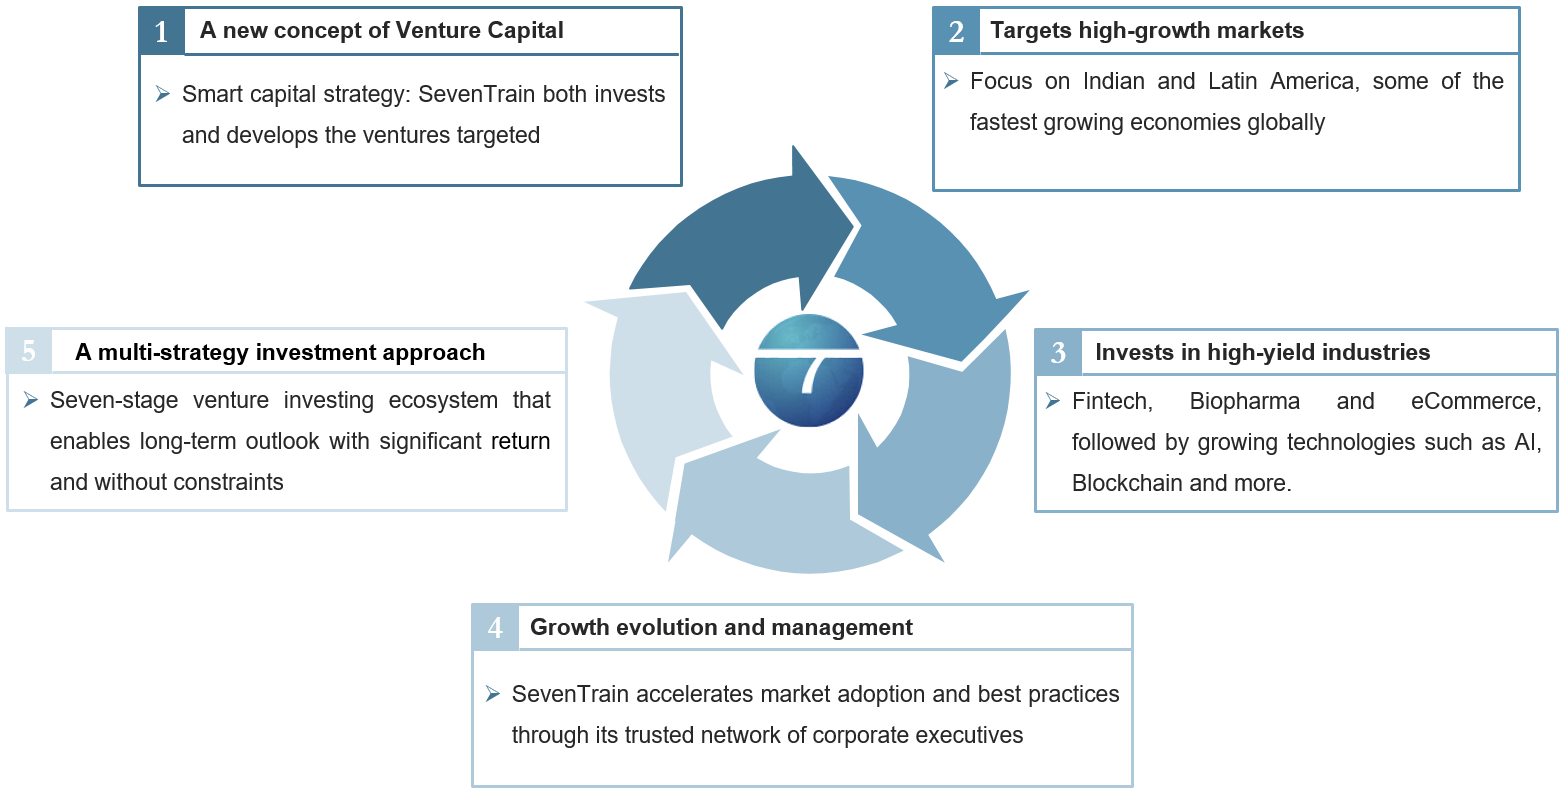 1 A new concept of Venture Capital
Smart capital strategy: SevenTrain both invests
and develops the ventures targeted
2 Targets high-growth markets
Focus on Indian and Latin America, some of the
fastest growing economies globally
7
5 A multi-strategy investment approach
Seven-stage venture investing ecosystem that
enables long-term outlook with significant return
and without constraints
3 Invests in high-yield industries
Fintech, Biopharma and eCommerce,
followed by growing technologies such as AI,
Blockchain and more.
4 Growth evolution and management
SevenTrain accelerates market adoption and best practices
through its trusted network of corporate executives